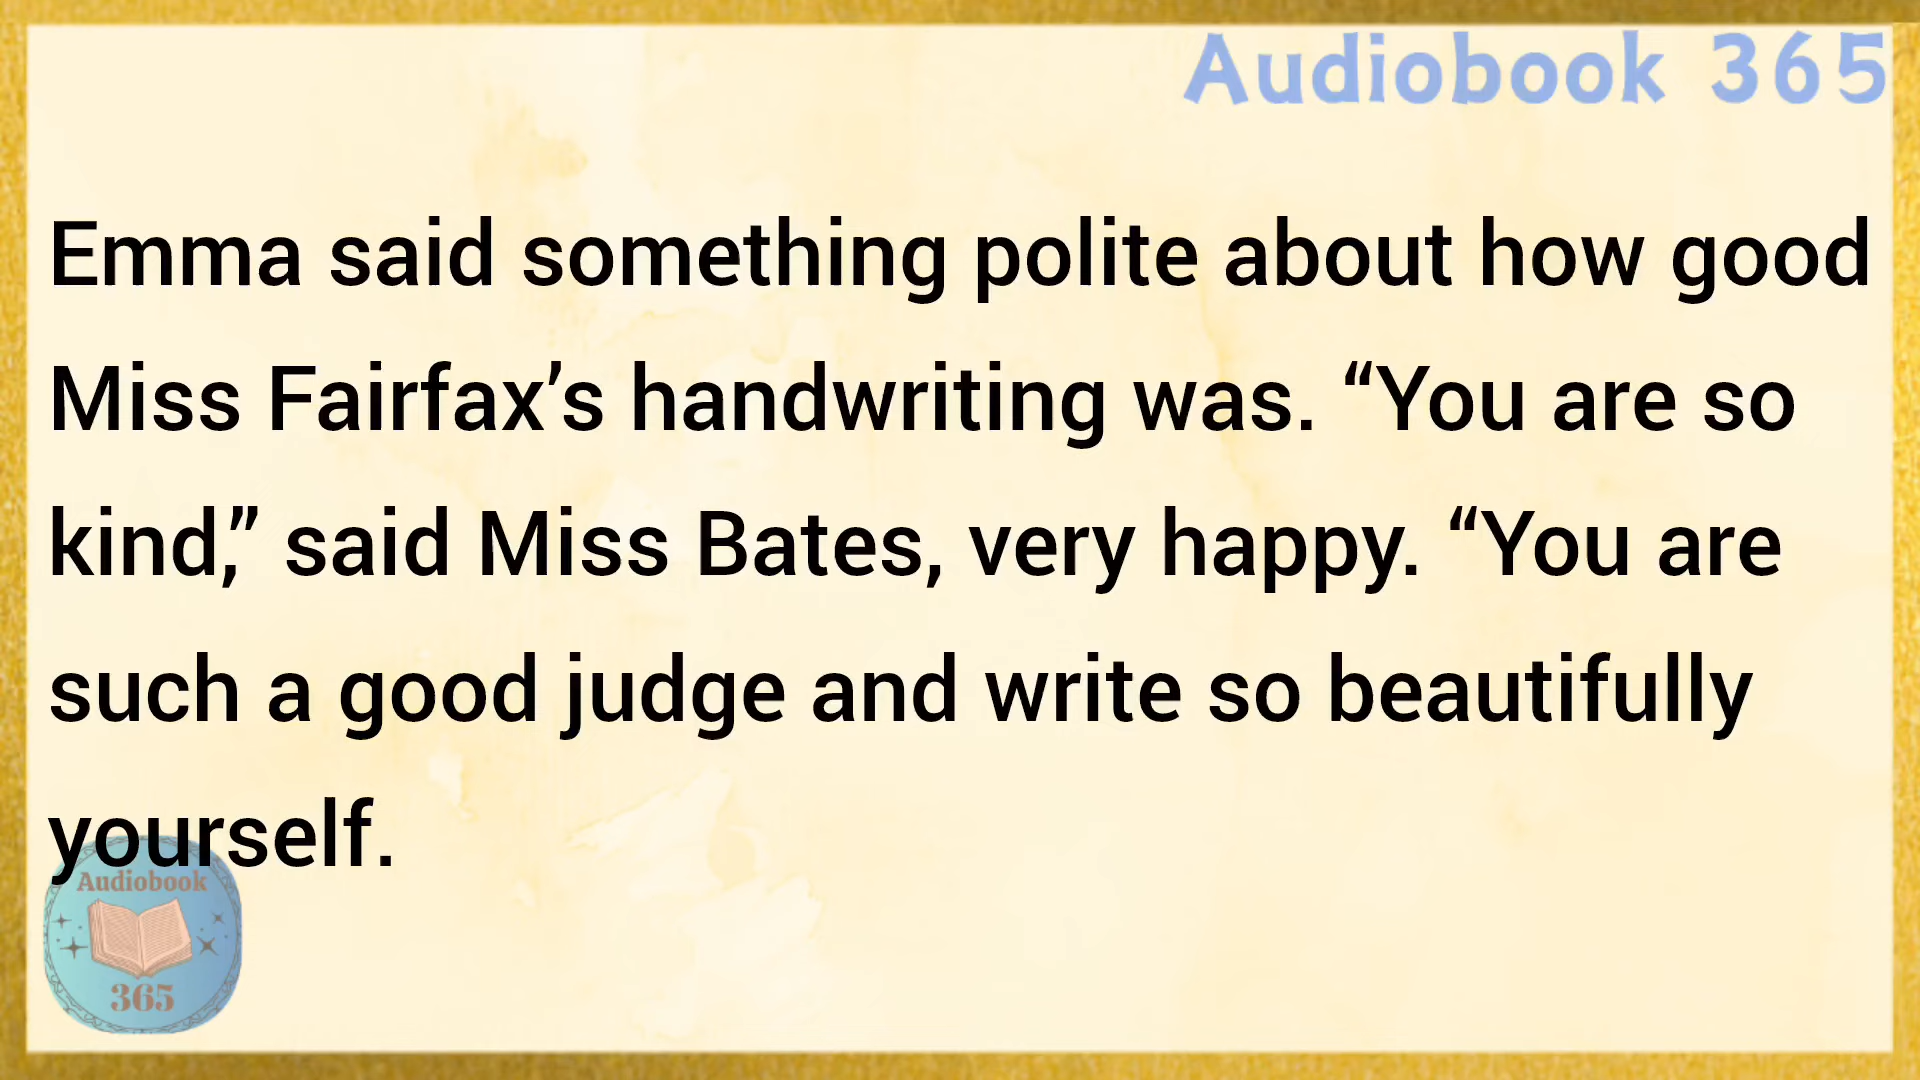 Audiobook 365
Emma said something polite about how good
Miss Fairfax’s handwriting was. “You are so
kind,” said Miss Bates, very happy. “You are
such a good judge and write so beautifully
yourself.
Audiobook
365